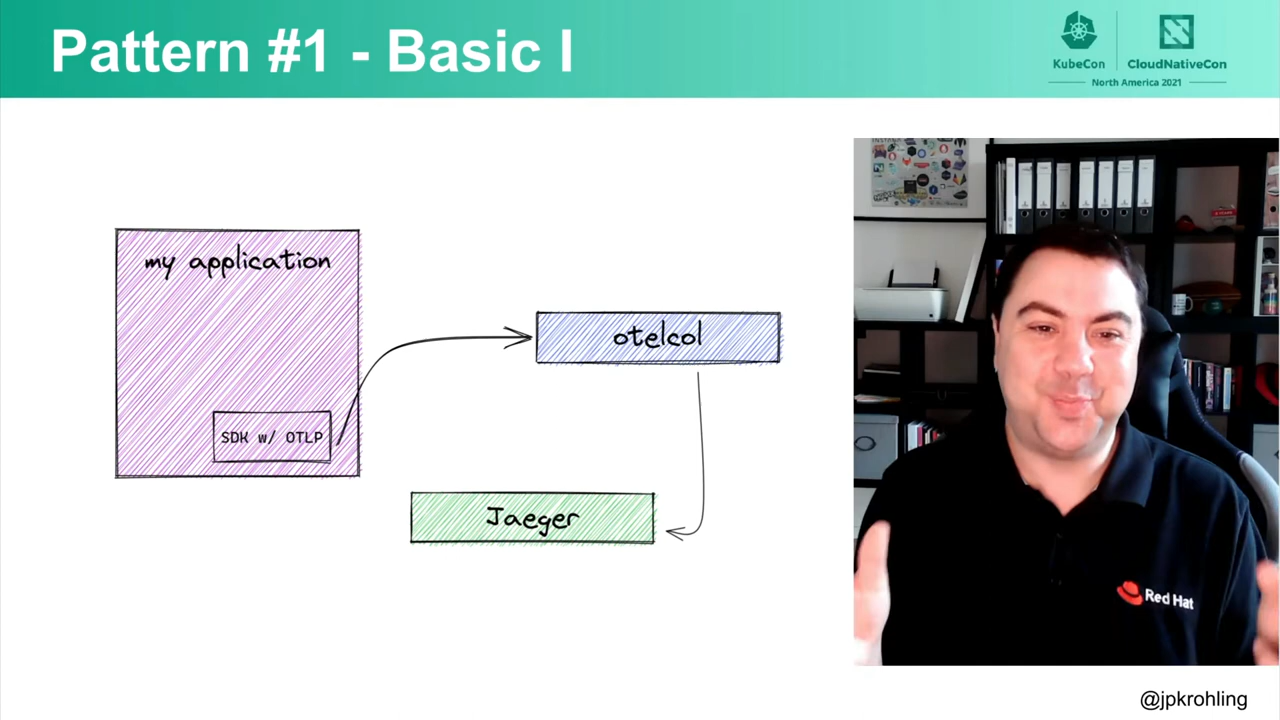 Pattern #1 - Basic I
KubeCon
CloudNativeCon
North America 2021
my application
otelcol
SDK w/ OTLP
Jaeger
Red Hat
@jpkrohling